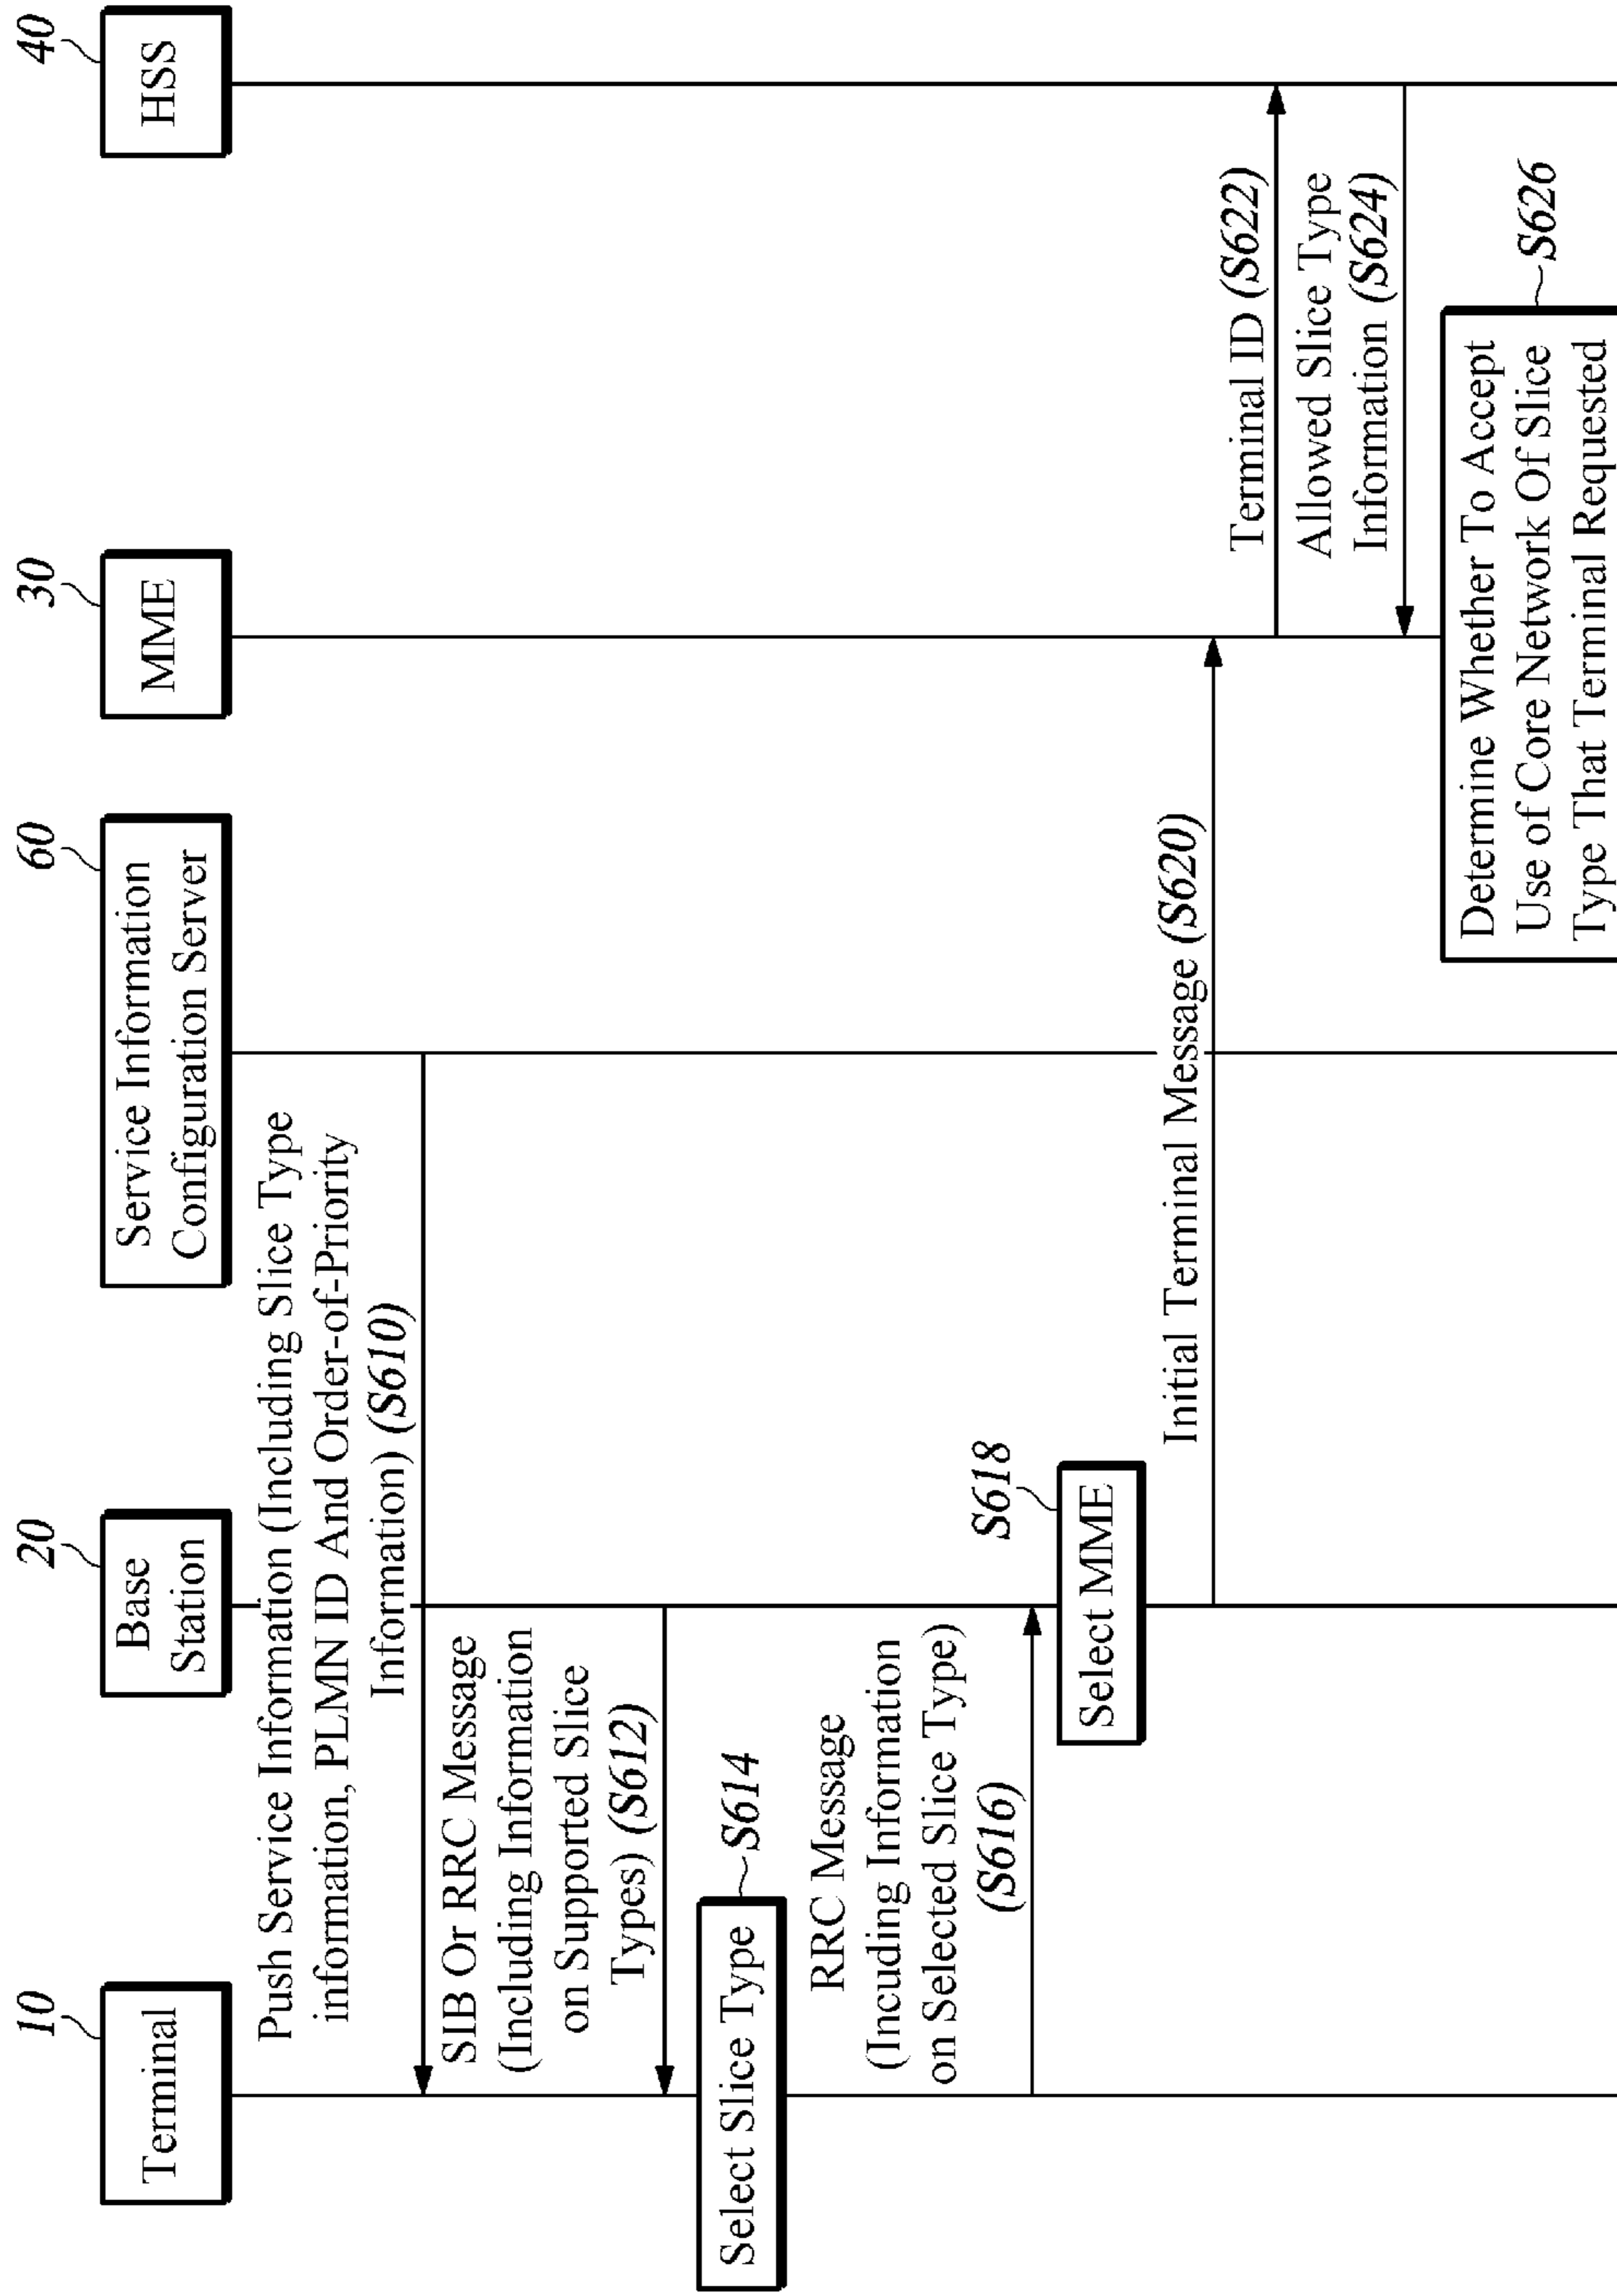 10
20
60
30
40
Terminal
Base
Station
Service Information
Configuration Server
MME
HSS
Push Service Information (Including Slice Type
information, PLMN ID And Order-of-Priority
Information) (S610)
SIB Or RRC Message
(Including Information
on Supported Slice
Types) (S612)
Select Slice Type
S614
RRC Message
(Incuding Information
on Selected Slice Type)
(S616)
S618
Select MME
Initial Terminal Message (S620)
Terminal ID (S622)
Allowed Slice Type
Information (S624)
S626
Determine Whether To Accept
Use of Core Network Of Slice
Type That Terminal Requested